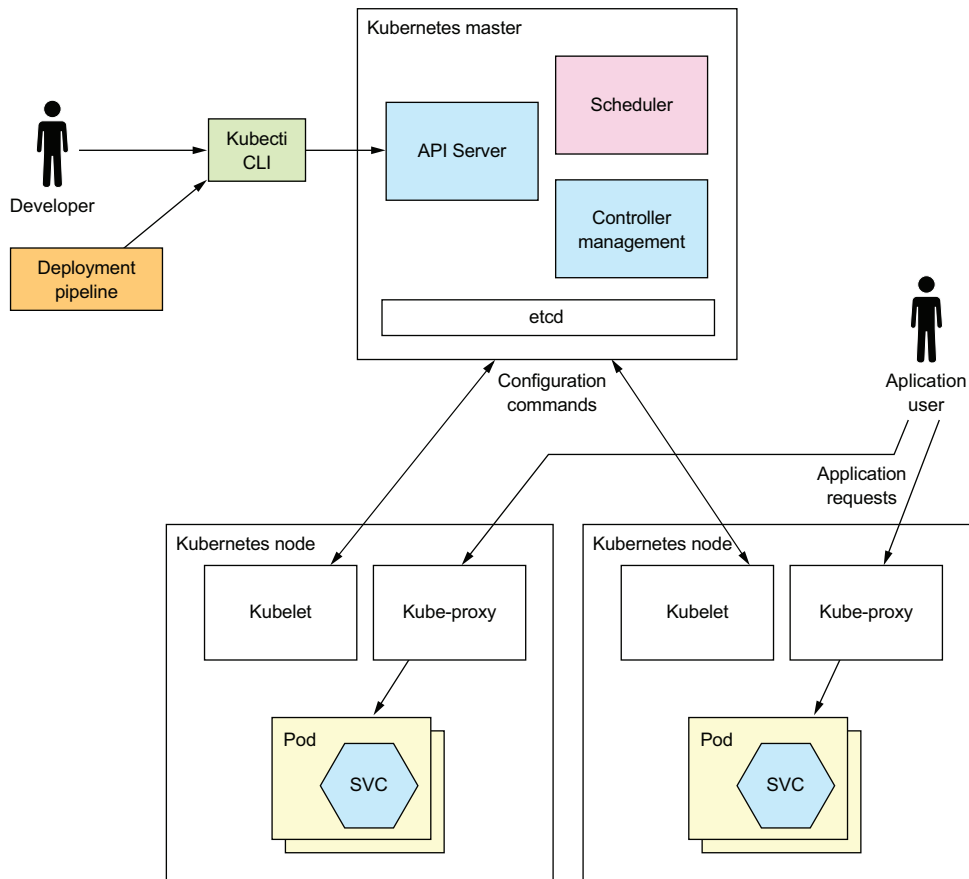 Kubernetes master
Scheduler
Kubecti
CLI
API Server
Developer
Controller
management
Deployment
pipeline
etcd
Configuration
commands
Aplication
user
Application
requests
Kubernetes node
Kubelet
Kube-proxy
Pod
SVC
Kubernetes node
Kubelet
Kube-proxy
Pod
SVC